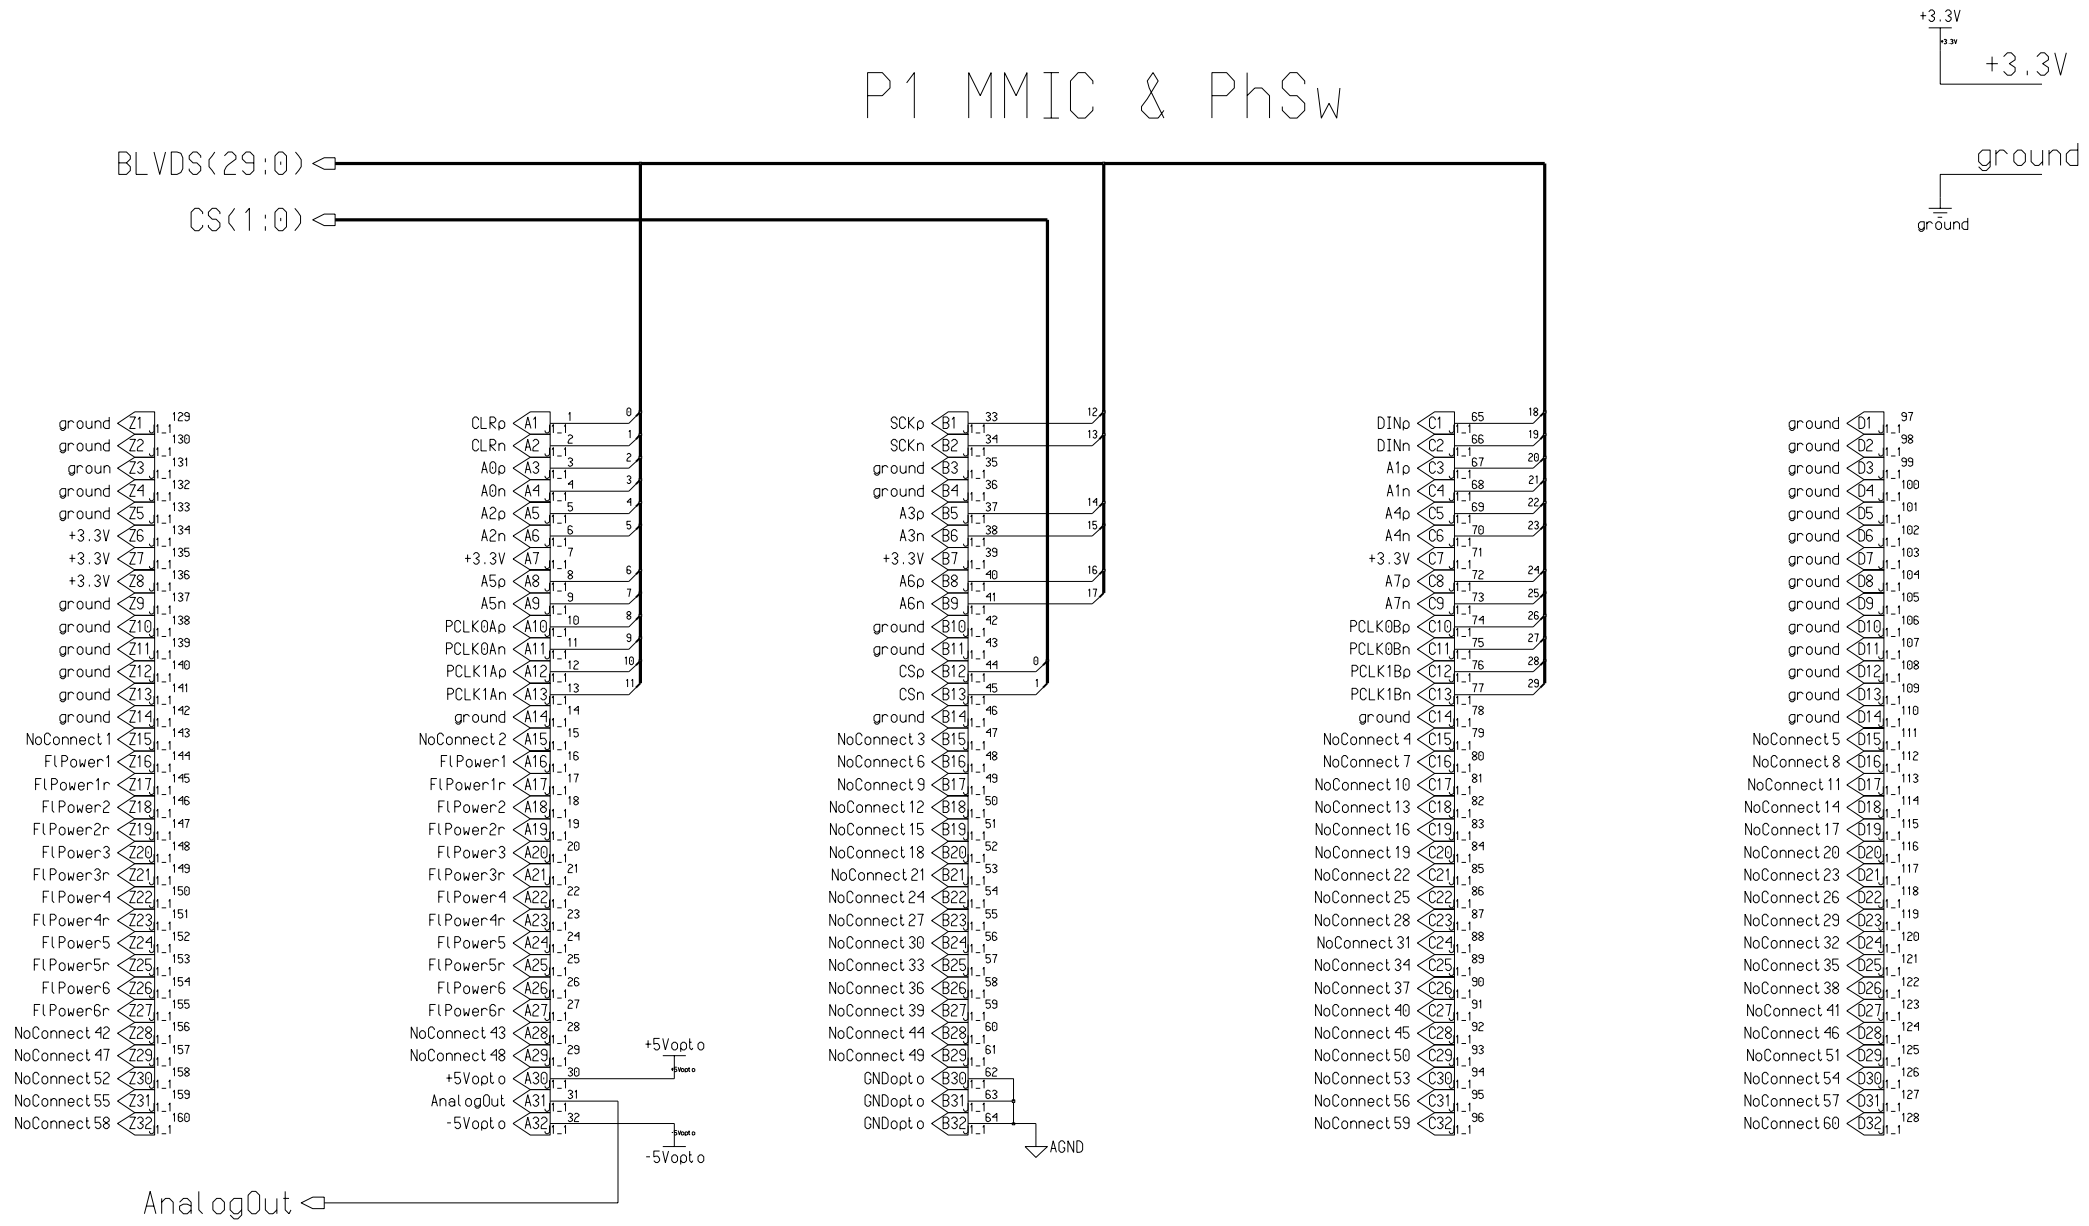 +3.3V
+3.3V
+3.3V
P1 MMIC & PhSw
BLVDS(29:0)
ground
CS(1:0)
ground
ground Z1 129 CLRp A1 1 0 SCKp B1 33 12 DINp C1 65 18 ground D1 97
ground Z2 130 CLRn A2 2 1 SCKn B2 34 13 DINn C2 66 19 ground D2 98
groun Z3 131 A0p A3 3 2 ground B3 35 A1p C3 67 20 ground D3 99
ground Z4 132 A0n A4 4 3 ground B4 36 A1n C4 68 21 ground D4 100
ground Z5 133 A2p A5 5 4 A3p B5 37 14 A4p C5 69 22 ground D5 101
+3.3V Z6 134 A2n A6 6 5 A3n B6 38 15 A4n C6 70 23 ground D6 102
+3.3V Z7 135 +3.3V A7 7 +3.3V B7 39 +3.3V C7 71 ground D7 103
+3.3V Z8 136 A5p A8 8 6 A6p B8 40 16 A7p C8 72 24 ground D8 104
ground Z9 137 A5n A9 9 7 A6n B9 41 17 A7n C9 73 25 ground D9 105
ground Z10 138 PCLK0Ap A10 10 8 ground B10 42 PCLK0Bp C10 74 26 ground D10 106
ground Z11 139 PCLK0An A11 11 9 ground B11 43 PCLK0Bn C11 75 27 ground D11 107
ground Z12 140 PCLK1Ap A12 12 10 CSp B12 44 0 PCLK1Bp C12 76 28 ground D12 108
ground Z13 141 PCLK1An A13 13 11 CSn B13 45 1 PCLK1Bn C13 77 29 ground D13 109
ground Z14 142 ground A14 14 ground B14 46 ground C14 78 ground D14 110
NoConnect1 Z15 143 NoConnect2 A15 15 NoConnect3 B15 47 NoConnect4 C15 79 NoConnect5 D15 111
FlPower1 Z16 144 FlPower1 A16 16 NoConnect6 B16 48 NoConnect7 C16 80 NoConnect8 D16 112
FlPower1r Z17 145 FlPower1r A17 17 NoConnect9 B17 49 NoConnect10 C17 81 NoConnect11 D17 113
FlPower2 Z18 146 FlPower2 A18 18 NoConnect12 B18 50 NoConnect13 C18 82 NoConnect14 D18 114
FlPower2r Z19 147 FlPower2r A19 19 NoConnect15 B19 51 NoConnect16 C19 83 NoConnect17 D19 115
FlPower3 Z20 148 FlPower3 A20 20 NoConnect18 B20 52 NoConnect19 C20 84 NoConnect20 D20 116
FlPower3r Z21 149 FlPower3r A21 21 NoConnect21 B21 53 NoConnect22 C21 85 NoConnect23 D21 117
FlPower4 Z22 150 FlPower4 A22 22 NoConnect24 B22 54 NoConnect25 C22 86 NoConnect26 D22 118
FlPower4r Z23 151 FlPower4r A23 23 NoConnect27 B23 55 NoConnect28 C23 87 NoConnect29 D23 119
FlPower5 Z24 152 FlPower5 A24 24 NoConnect30 B24 56 NoConnect31 C24 88 NoConnect32 D24 120
FlPower5r Z25 153 FlPower5r A25 25 NoConnect33 B25 57 NoConnect34 C25 89 NoConnect35 D25 121
FlPower6 Z26 154 FlPower6 A26 26 NoConnect36 B26 58 NoConnect37 C26 90 NoConnect38 D26 122
FlPower6r Z27 155 FlPower6r A27 27 NoConnect39 B27 59 NoConnect40 C27 91 NoConnect41 D27 123
NoConnect42 Z28 156 NoConnect43 A28 28 NoConnect44 B28 60 NoConnect45 C28 92 NoConnect46 D28 124
+5Vopto
NoConnect47 Z29 157 NoConnect48 A29 29 NoConnect49 B29 61 NoConnect50 C29 93 NoConnect51 D29 125
+5Vopto
NoConnect52 Z30 158 +5Vopto A30 30 GNDopto B30 62 NoConnect53 C30 94 NoConnect54 D30 126
NoConnect55 Z31 159 AnalogOut A31 31 GNDopto B31 63 NoConnect56 C31 95 NoConnect57 D31 127
NoConnect58 Z32 160 -5Vopto A32 32 GNDopto B32 64 NoConnect59 C32 96 NoConnect60 D32 128
-5Vopto
AGND
-5Vopto
AnalogOut